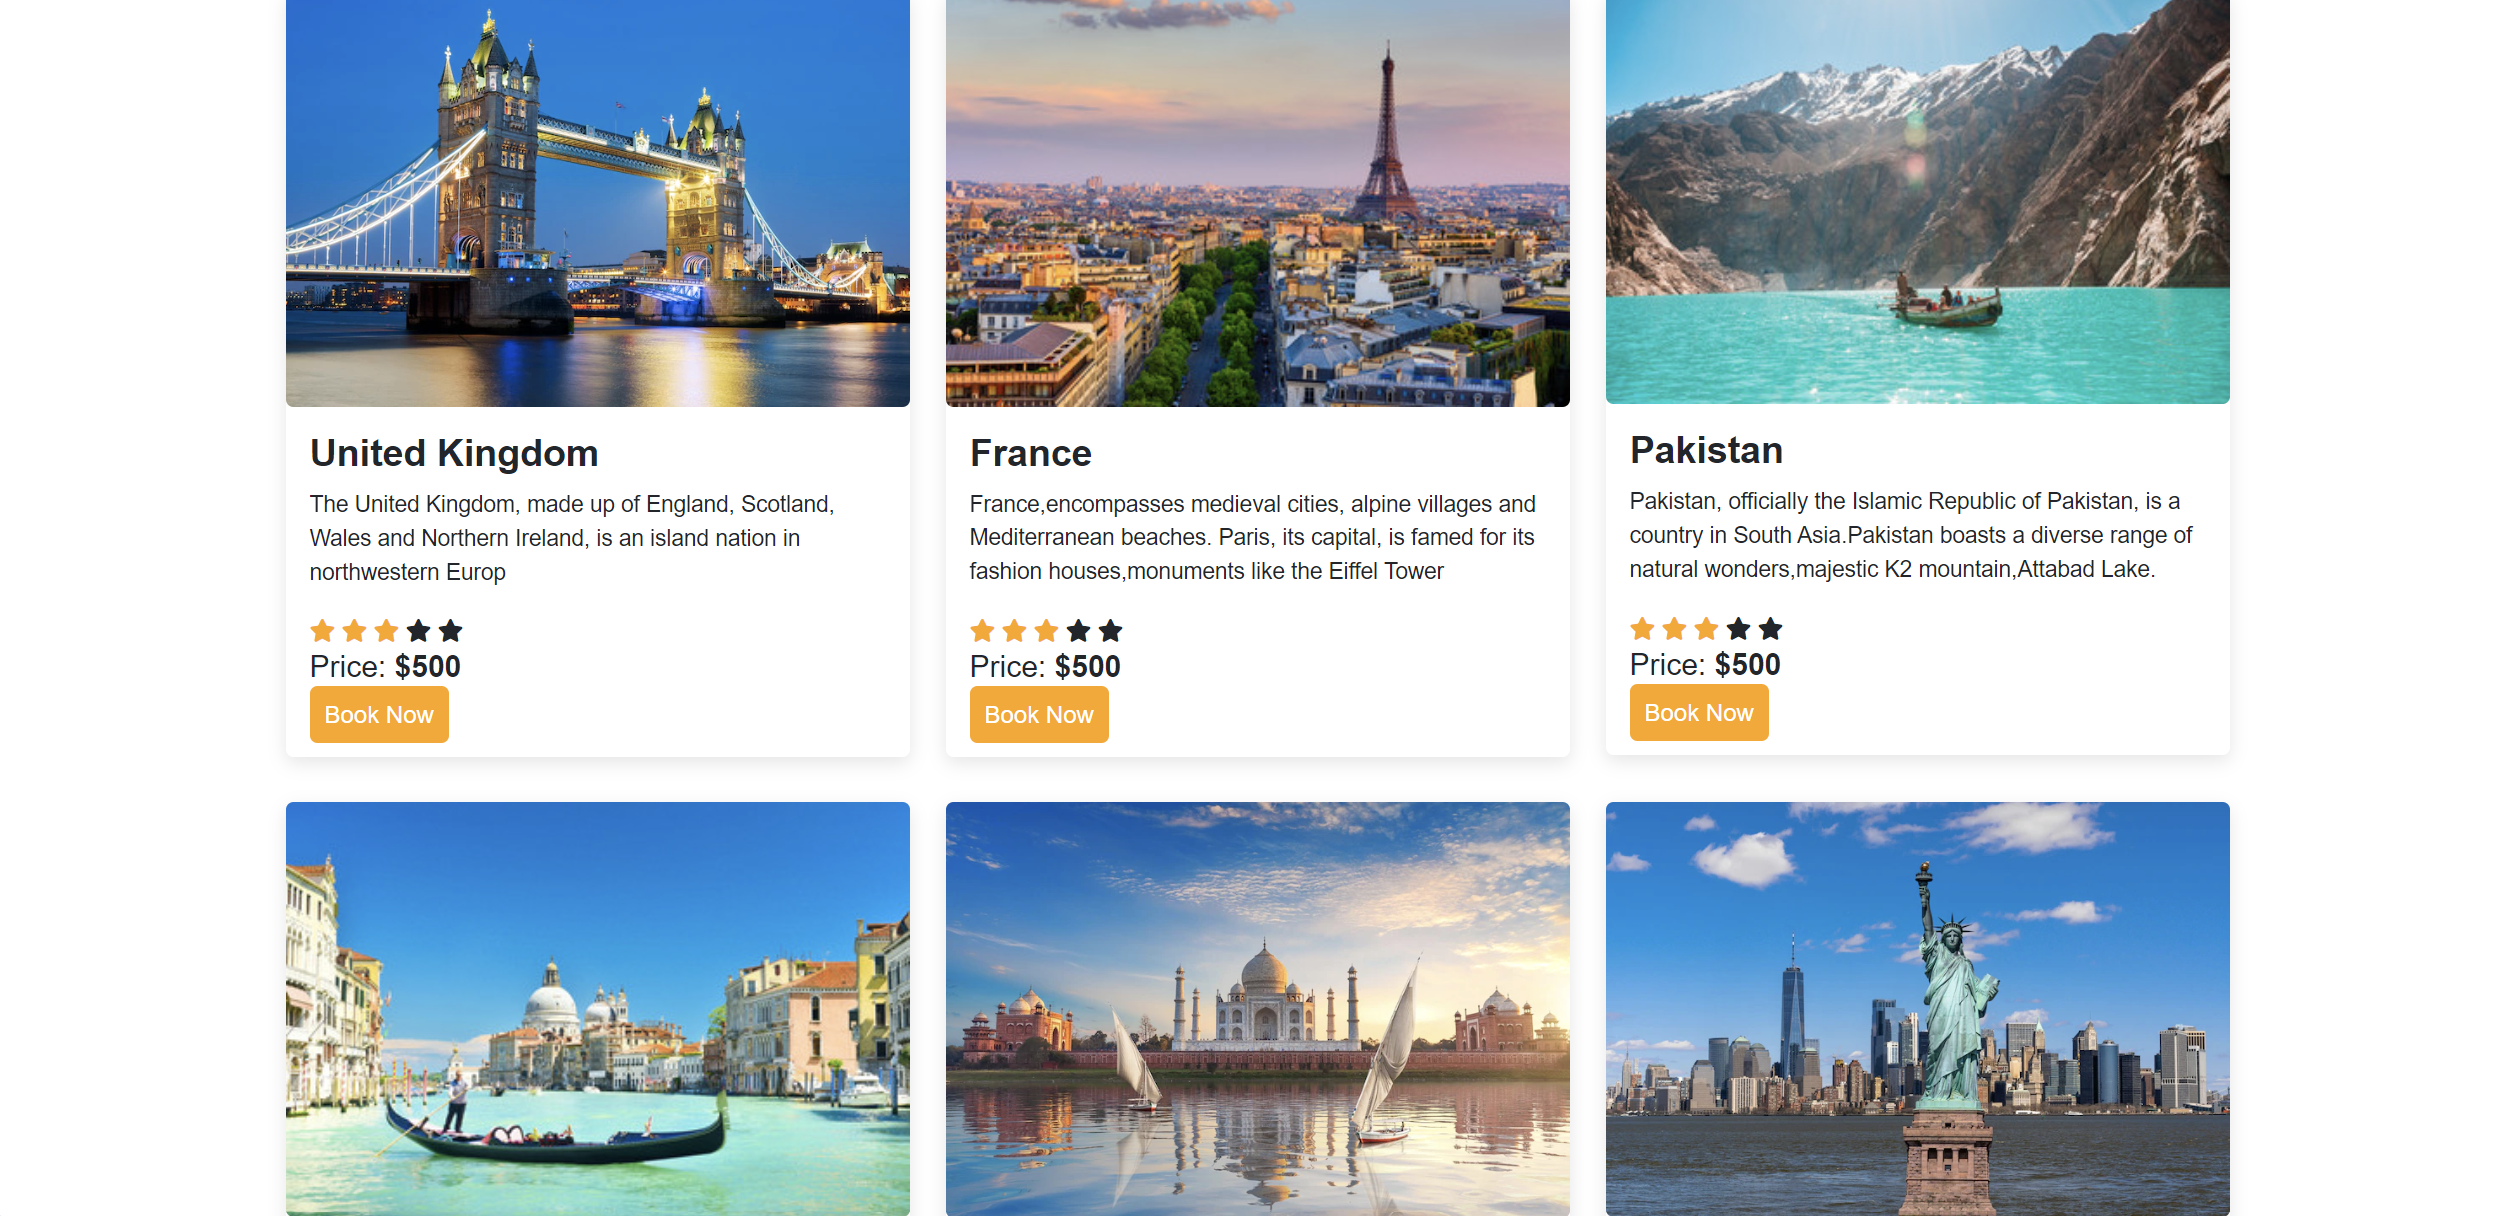 United Kingdom
The United Kingdom, made up of England, Scotland,
Wales and Northern Ireland, is an island nation in
northwestern Europ
Price: $500
Book Now
France
France,encompasses medieval cities, alpine villages and
Mediterranean beaches. Paris, its capital, is famed for its
fashion houses,monuments like the Eiffel Tower
Price: $500
Book Now
Pakistan
Pakistan, officially the Islamic Republic of Pakistan, is a
country in South Asia.Pakistan boasts a diverse range of
natural wonders,majestic K2 mountain,Attabad Lake.
Price: $500
Book Now